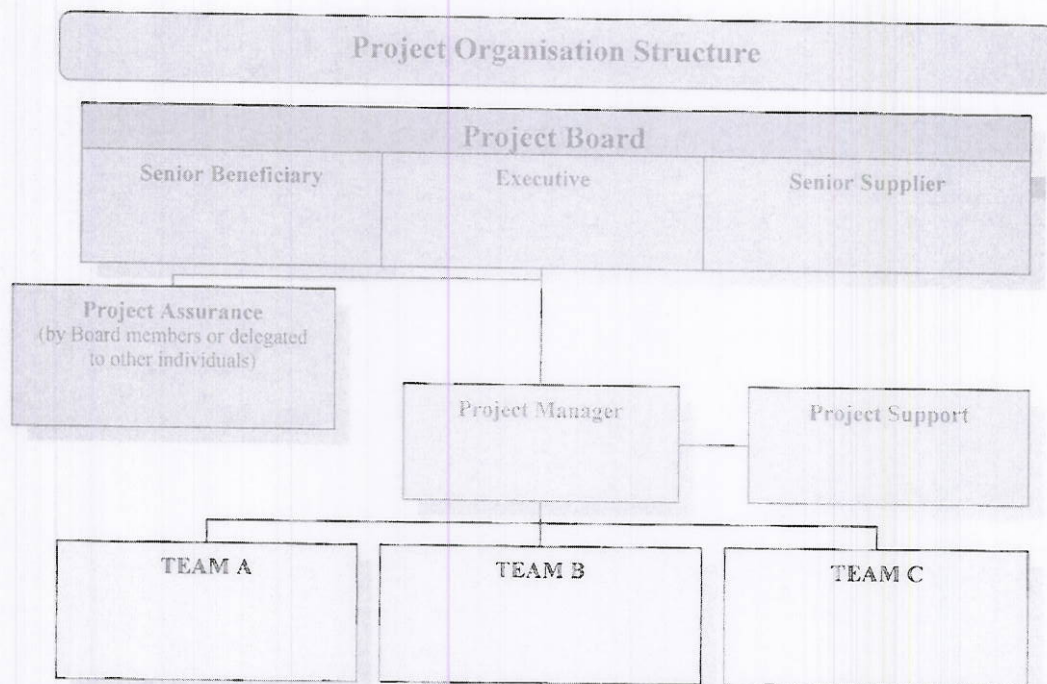 Project Organisation Structure
Project Board
Senior Beneficiary
Executive
Senior Supplier
Project Assurance
(by Board members or delegated
to other individuals)
Project Manager
Project Support
TEAM A
TEAM B
TEAM C